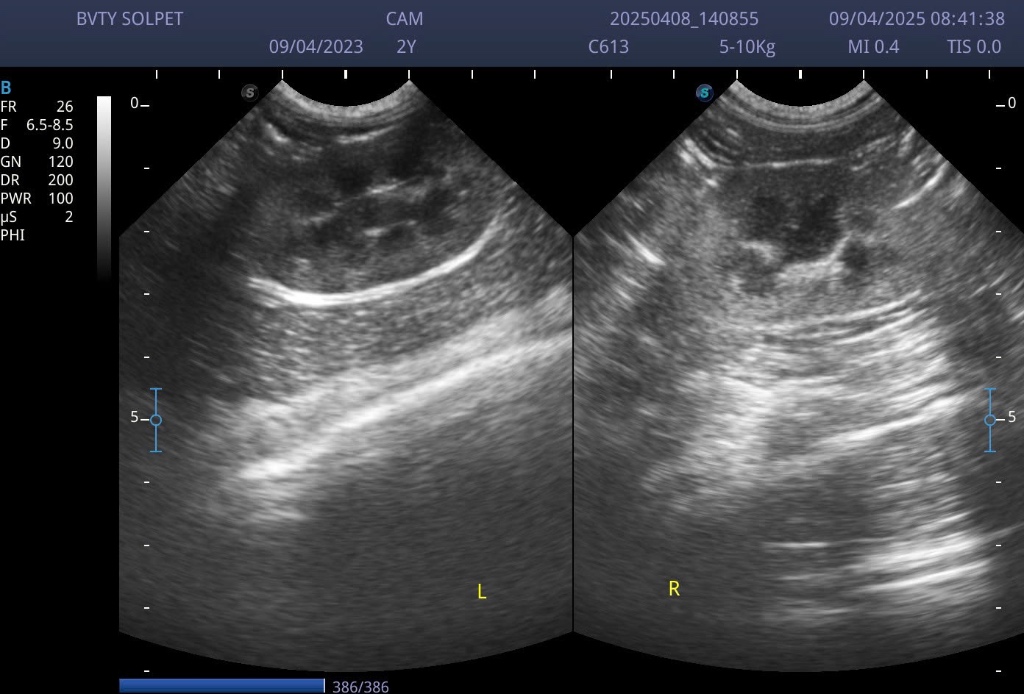 BVTY SOLPET CAM 20250408_140855 09/04/2025 08:41:38
09/04/2023 2Y C613 5-10Kg MI 0.4 TIS 0.0
B
FR 26
F 6.5-8.5
D 9.0
GN 120
DR 200
PWR 100
µS 2
PHI
S S
0 0
5 5
L R
386/386